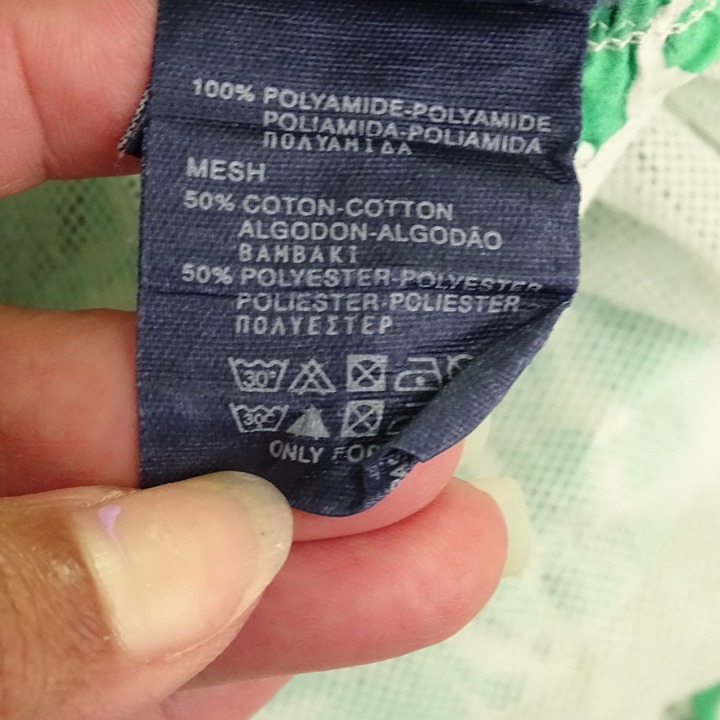 100% POLYAMIDE-POLYAMIDE
POLIAMIDA-POLIAMIDA
ΠΟΛΥΑΜΙΔΑ
MESH
50% COTON-COTTON
ALGODON-ALGODÃO
ΒΑΜΒΑΚΙ
50% POLYESTER-POLYESTER
POLIESTER-POLIESTER
ΠΟΛΥΕΣΤΕΡ
30°
30°
ONLY FOR